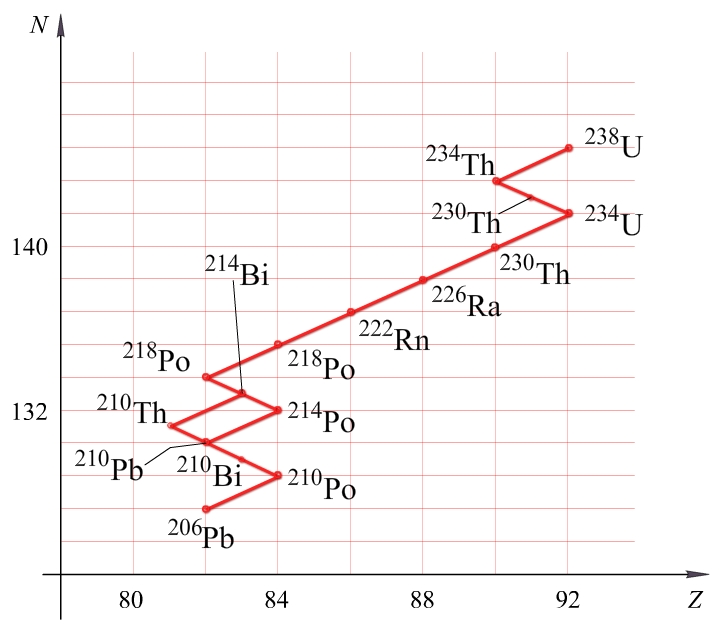 N
²³⁸U
²³⁴Th
²³⁰Th
²³⁴U
140
²³⁰Th
²¹⁴Bi
²²⁶Ra
²²²Rn
²¹⁸Po
²¹⁸Po
²¹⁰Th
132
²¹⁴Po
²¹⁰Pb
²¹⁰Bi
²¹⁰Po
²⁰⁶Pb
80 84 88 92 Z